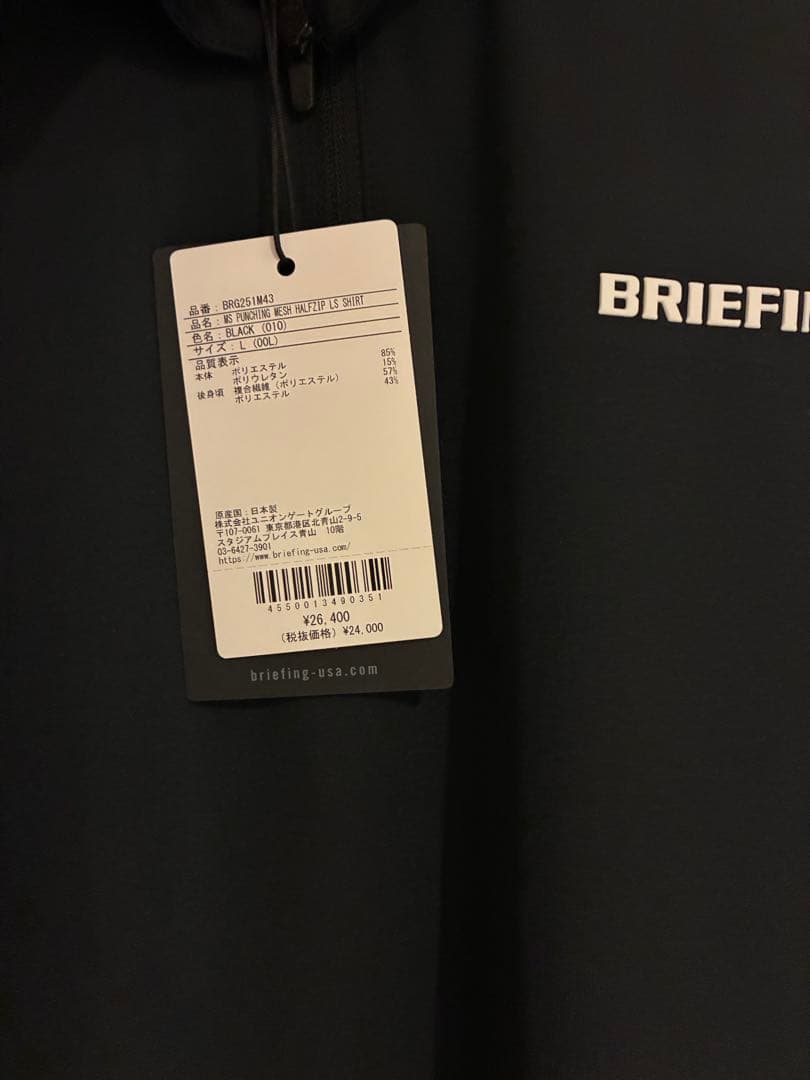 品番：BRG251M43
品名：MS PUNCHING MESH HALFZIP LS SHIRT
色名：BLACK (010)
サイズ：L (00L)
品質表示
本体 ポリエステル 85%
ポリウレタン 15%
後身頃 複合繊維（ポリエステル） 57%
ポリエステル 43%
原産国：日本製
株式会社ユニオンゲートグループ
〒107-0061 東京都港区北青山2-9-5
スタジアムプレイス青山 10階
03-6427-3901
https://www.briefing-usa.com/
4550013490351
¥26,400
(税抜価格) ¥24,000
briefing-usa.com
BRIEFI